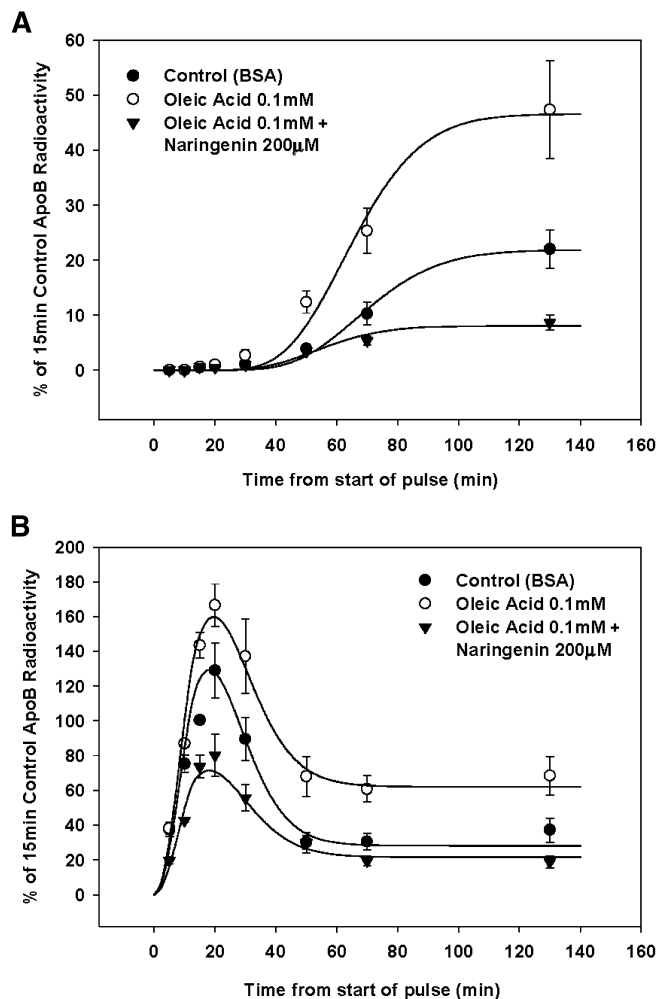 A
% of 15min Control ApoB Radioactivity
60
50
40
30
20
10
0
Control (BSA)
Oleic Acid 0.1mM
Oleic Acid 0.1mM +
Naringenin 200μM
0 20 40 60 80 100 120 140 160
Time from start of pulse (min)
B
% of 15min Control ApoB Radioactivity
200
180
160
140
120
100
80
60
40
20
0
Control (BSA)
Oleic Acid 0.1mM
Oleic Acid 0.1mM +
Naringenin 200μM
0 20 40 60 80 100 120 140 160
Time from start of pulse (min)